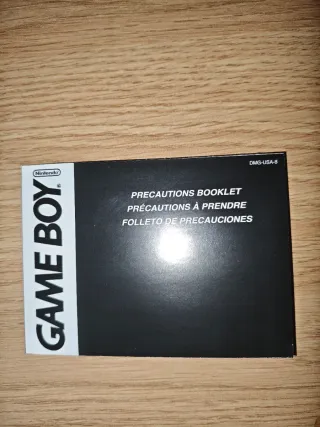 Nintendo®
GAME BOY®
DMG-USA-8
PRECAUTIONS BOOKLET
PRÉCAUTIONS À PRENDRE
FOLLETO DE PRECAUCIONES